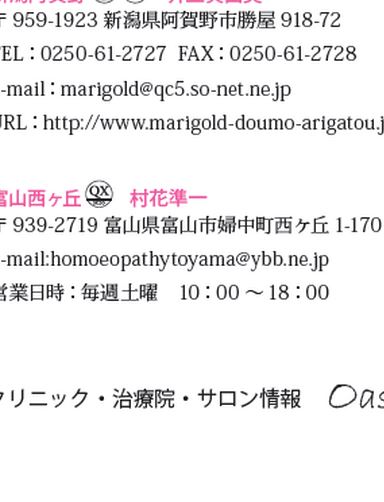 〒959-1923 新潟県阿賀野市勝屋 918-72
TEL：0250-61-2727 FAX：0250-61-2728
-mail：marigold@qc5.so-net.ne.jp
URL：http://www.marigold-doumo-arigatou.j
富山西ヶ丘 QX 村花準一
〒939-2719 富山県富山市婦中町西ヶ丘 1-170
-mail:homoeopathytoyama@ybb.ne.jp
営業日時：毎週土曜 10：00 ～ 18：00
クリニック・治療院・サロン情報 Oas